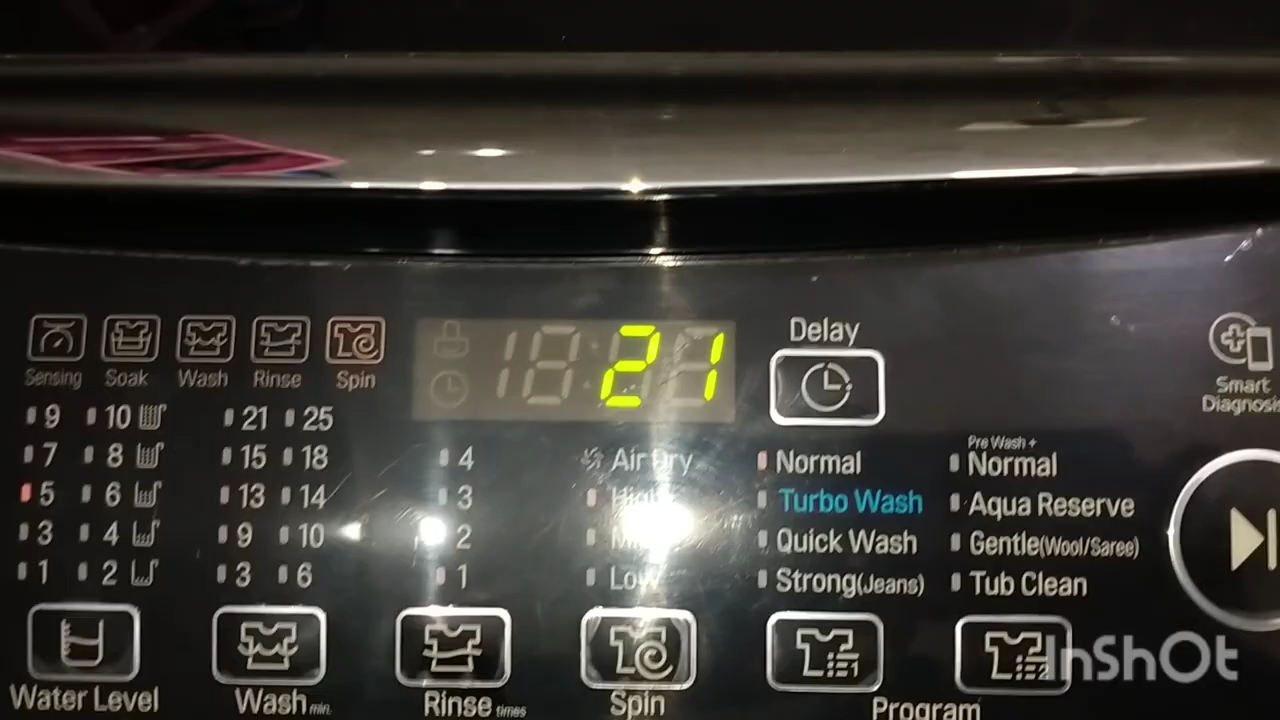 21
Delay
Sensing Soak Wash Rinse Spin
Smart
Diagnosis
9 10 21 25
7 8 15 18 4 Air Dry Normal
Pre Wash +
Normal
5 6 13 14 3 High Turbo Wash Aqua Reserve
3 4 9 10 2 Quick Wash Gentle(Wool/Saree)
1 2 3 6 1 Low Strong(Jeans) Tub Clean
Water Level Wash min. Rinse times Spin Program
InShOt